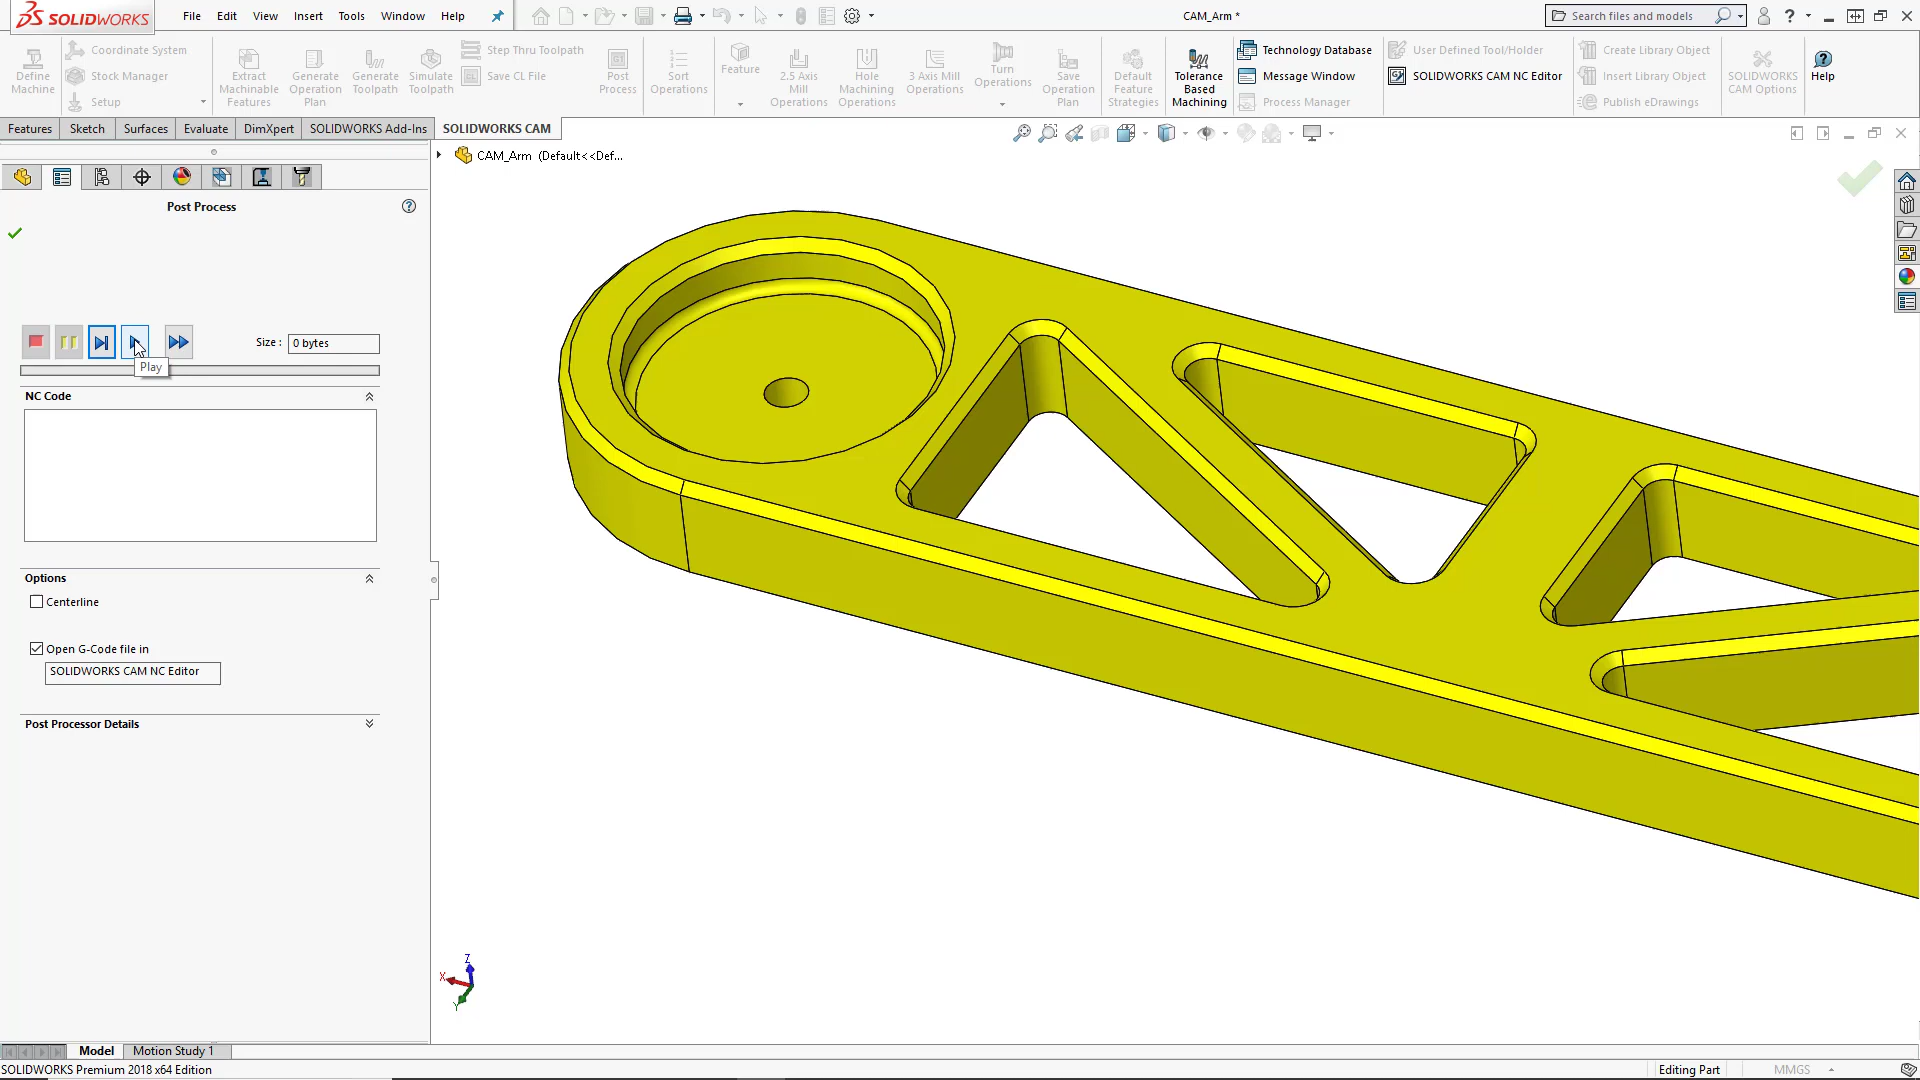 SOLIDWORKS
File Edit View Insert Tools Window Help
CAM_Arm *
Search files and models
Define Machine
Coordinate System
Stock Manager
Setup
Extract Machinable Features
Generate Operation Plan
Generate Toolpath
Simulate Toolpath
Step Thru Toolpath
Save CL File
Post Process
Sort Operations
Feature
2.5 Axis Mill Operations
Hole Machining Operations
3 Axis Mill Operations
Turn Operations
Save Operation Plan
Default Feature Strategies
Tolerance Based Machining
Technology Database
Message Window
Process Manager
User Defined Tool/Holder
SOLIDWORKS CAM NC Editor
Create Library Object
Insert Library Object
Publish eDrawings
SOLIDWORKS CAM Options
Help
Features Sketch Surfaces Evaluate DimXpert SOLIDWORKS Add-Ins SOLIDWORKS CAM
CAM_Arm (Default<<Def...
Post Process
Size : 0 bytes
Play
NC Code
Options
Centerline
Open G-Code file in
SOLIDWORKS CAM NC Editor
Post Processor Details
Z
X
Y
Model Motion Study 1
SOLIDWORKS Premium 2018 x64 Edition
Editing Part
MMGS